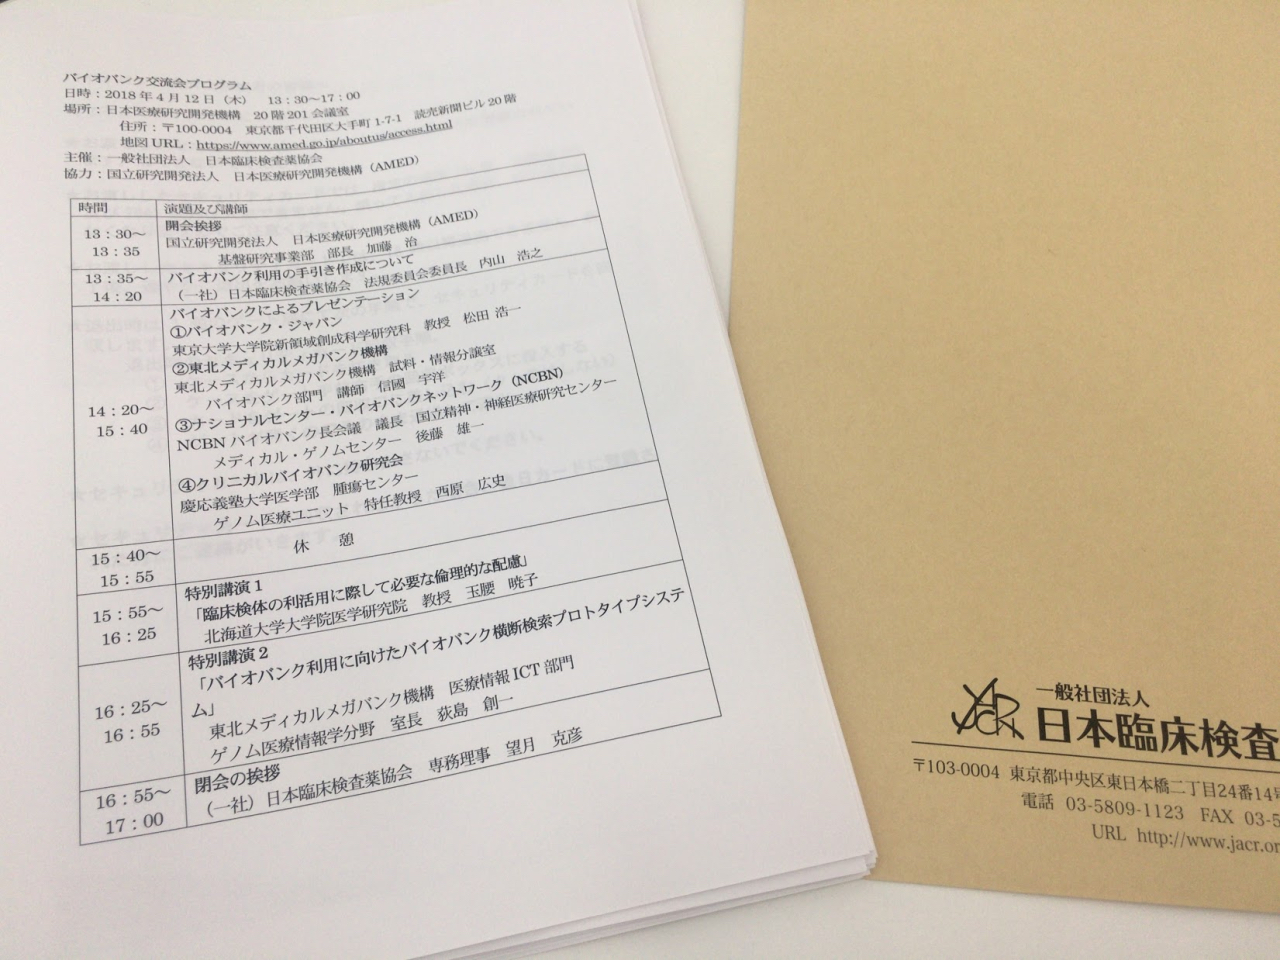 バイオバンク交流会プログラム
日時：2018年4月12日（木） 13：30～17：00
場所：日本医療研究開発機構 20階201会議室
住所：〒100-0004 東京都千代田区大手町1-7-1 読売新聞ビル20階
地図URL：https://www.amed.go.jp/aboutus/access.html
主催：一般社団法人 日本臨床検査薬協会
協力：国立研究開発法人 日本医療研究開発機構（AMED）
時間 演題及び講師
13：30～
13：35
開会挨拶
国立研究開発法人 日本医療研究開発機構（AMED）
基盤研究事業部 部長 加藤 治
13：35～
14：20
バイオバンク利用の手引き作成について
（一社）日本臨床検査薬協会 法規委員会委員長 内山 浩之
14：20～
15：40
バイオバンクによるプレゼンテーション
①バイオバンク・ジャパン
東京大学大学院新領域創成科学研究科 教授 松田 浩一
②東北メディカルメガバンク機構
東北メディカルメガバンク機構 試料・情報分譲室
バイオバンク部門 講師 信國 宇洋
③ナショナルセンター・バイオバンクネットワーク（NCBN）
NCBNバイオバンク長会議 議長 国立精神・神経医療研究センター
メディカル・ゲノムセンター 後藤 雄一
④クリニカルバイオバンク研究会
慶応義塾大学医学部 腫瘍センター
ゲノム医療ユニット 特任教授 西原 広史
15：40～
15：55
休 憩
15：55～
16：25
特別講演1
「臨床検体の利活用に際して必要な倫理的な配慮」
北海道大学大学院医学研究院 教授 玉腰 暁子
16：25～
16：55
特別講演2
「バイオバンク利用に向けたバイオバンク横断検索プロトタイプシステ
ム」
東北メディカルメガバンク機構 医療情報ICT部門
ゲノム医療情報学分野 室長 荻島 創一
16：55～
17：00
閉会の挨拶
（一社）日本臨床検査薬協会 専務理事 望月 克彦
JACR
一般社団法人
日本臨床検査
〒103-0004 東京都中央区東日本橋二丁目24番14号
電話 03-5809-1123 FAX 03-5
URL http://www.jacr.or